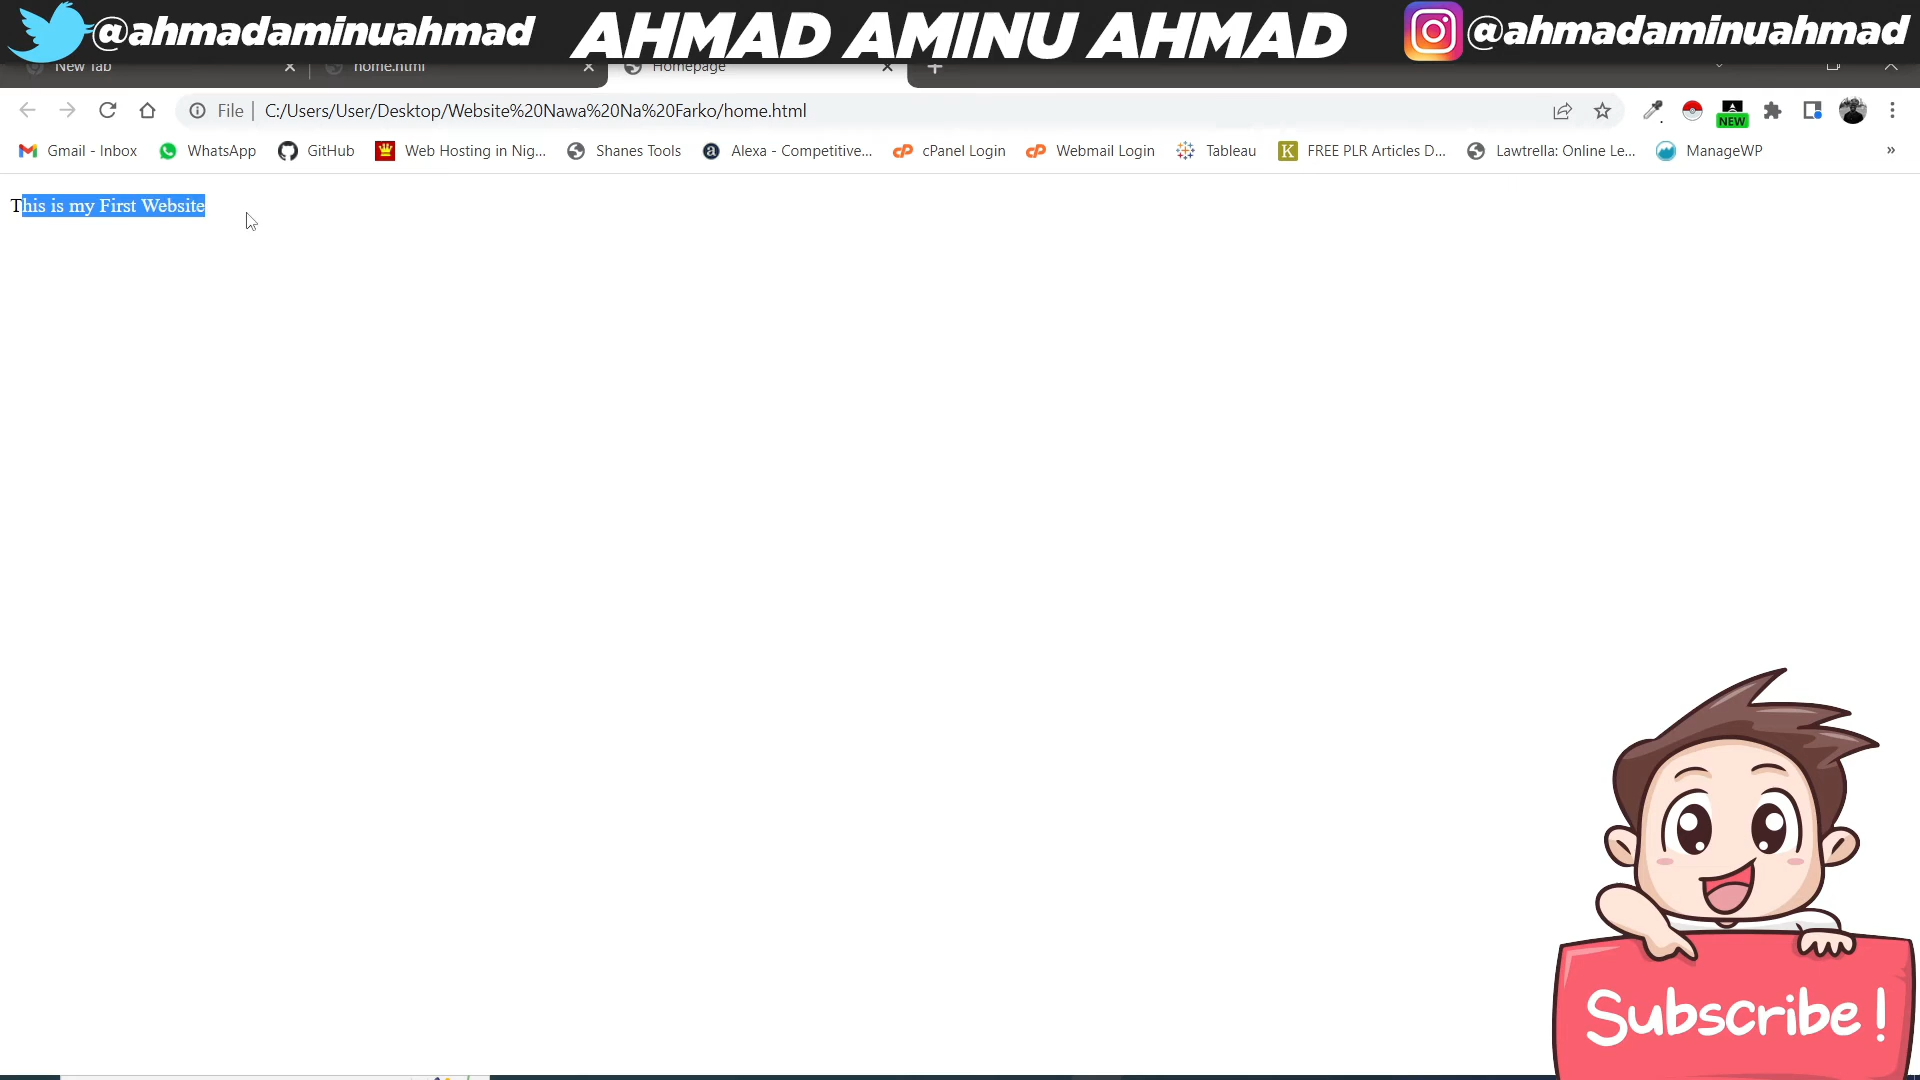 @ahmadaminuahmad AHMAD AMINU AHMAD @ahmadaminuahmad
New Tab home.html Homepage
File C:/Users/User/Desktop/Website%20Nawa%20Na%20Farko/home.html NEW
Gmail - Inbox WhatsApp GitHub Web Hosting in Nig... Shanes Tools Alexa - Competitive... cPanel Login Webmail Login Tableau FREE PLR Articles D... Lawtrella: Online Le... ManageWP »
This is my First Website
Subscribe!